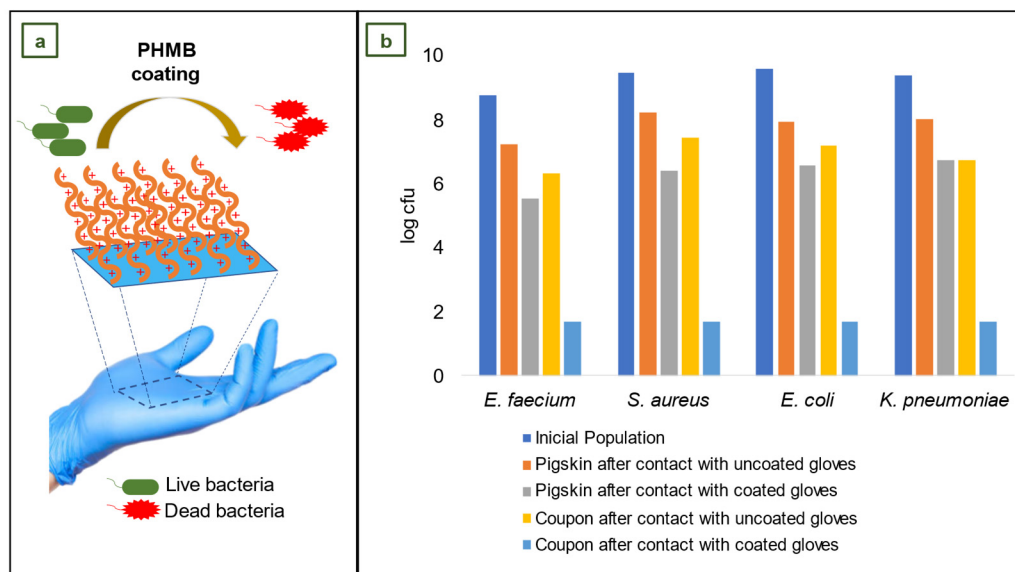 a
PHMB
coating
Live bacteria
Dead bacteria
b
log cfu
10
8
6
4
2
0
E. faecium
S. aureus
E. coli
K. pneumoniae
Inicial Population
Pigskin after contact with uncoated gloves
Pigskin after contact with coated gloves
Coupon after contact with uncoated gloves
Coupon after contact with coated gloves